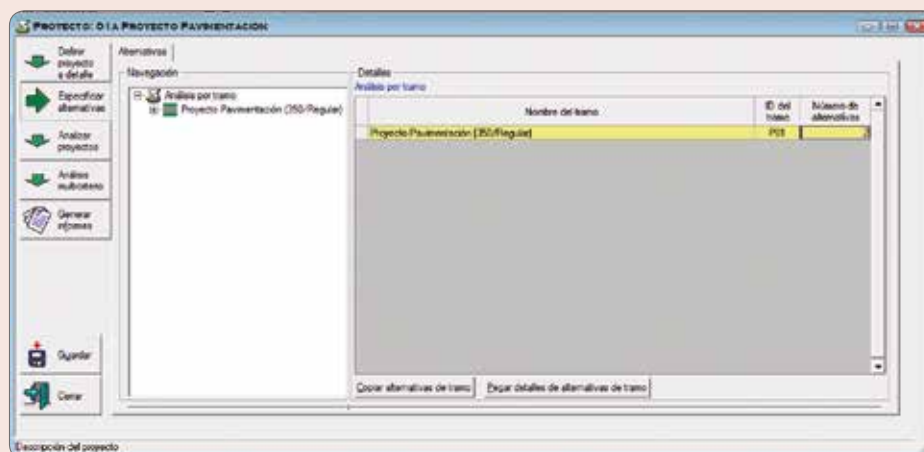 PROYECTO: 01A PROYECTO PAVIMENTACIÓN
Definir
proyecto
a detalle
Especificar
alternativas
Analizar
proyectos
Análisis
multicriterio
Generar
informes
Guardar
Cerrar
Alternativas
Navegación
Análisis por tramo
Proyecto Pavimentación (350/Regular)
Detalles
Análisis por tramo
Nombre del tramo
ID del
tramo
Número de
alternativas
Proyecto Pavimentación (350/Regular)
P01
Copiar alternativas de tramo
Pegar detalles de alternativas de tramo
Descripción del proyecto